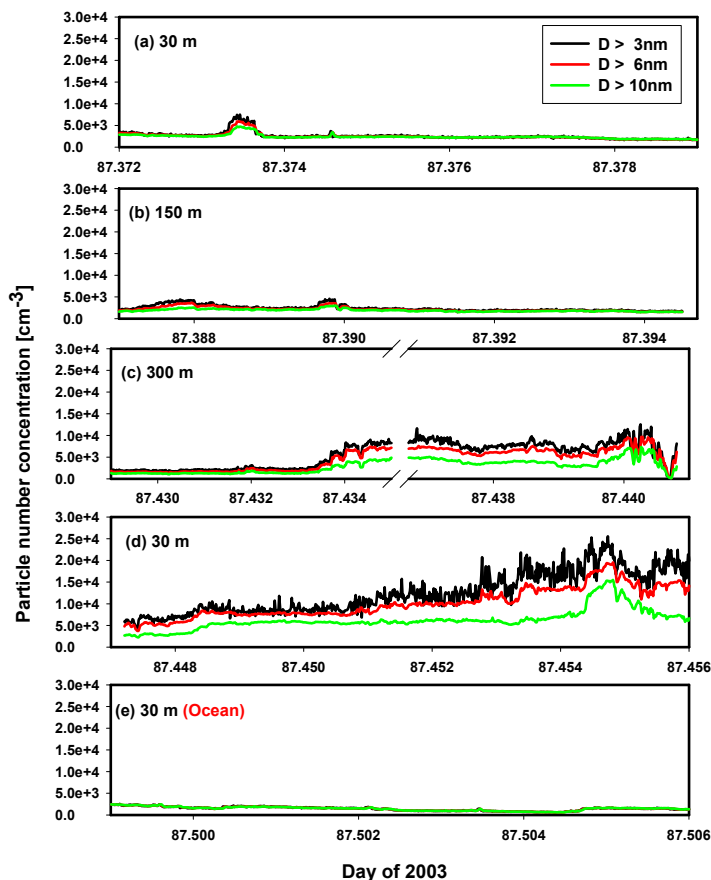 Particle number concentration [cm-3]
3.0e+4
2.5e+4
2.0e+4
1.5e+4
1.0e+4
5.0e+3
0.0
(a) 30 m
D > 3nm
D > 6nm
D > 10nm
87.372 87.374 87.376 87.378
3.0e+4
2.5e+4
2.0e+4
1.5e+4
1.0e+4
5.0e+3
0.0
(b) 150 m
87.388 87.390 87.392 87.394
3.0e+4
2.5e+4
2.0e+4
1.5e+4
1.0e+4
5.0e+3
0.0
(c) 300 m
87.430 87.432 87.434 87.438 87.440
3.0e+4
2.5e+4
2.0e+4
1.5e+4
1.0e+4
5.0e+3
0.0
(d) 30 m
87.448 87.450 87.452 87.454 87.456
3.0e+4
2.5e+4
2.0e+4
1.5e+4
1.0e+4
5.0e+3
0.0
(e) 30 m (Ocean)
87.500 87.502 87.504 87.506
Day of 2003